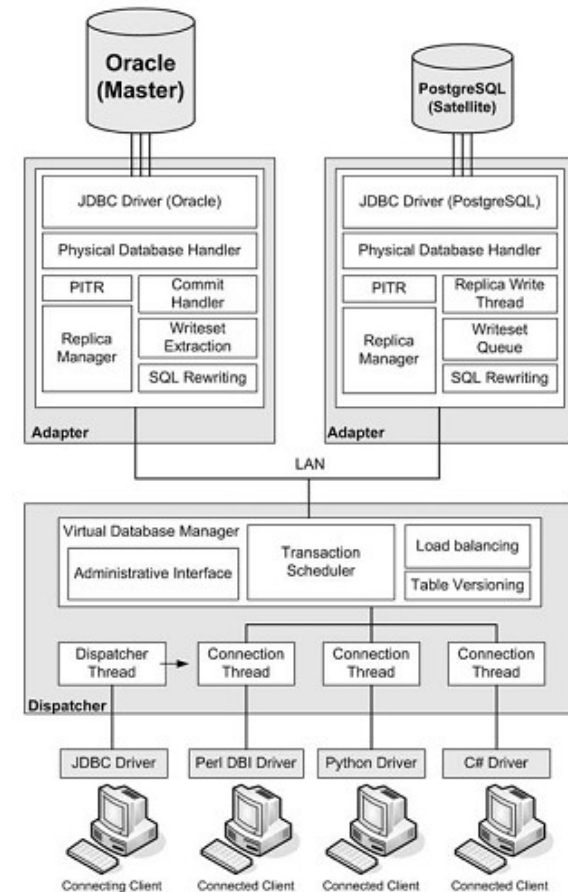 Oracle
(Master)
PostgreSQL
(Satellite)
JDBC Driver (Oracle)
Physical Database Handler
PITR
Commit
Handler
Replica
Manager
Writeset
Extraction
SQL Rewriting
Adapter
JDBC Driver (PostgreSQL)
Physical Database Handler
PITR
Replica Write
Thread
Replica
Manager
Writeset
Queue
SQL Rewriting
Adapter
LAN
Virtual Database Manager
Administrative Interface
Transaction
Scheduler
Load balancing
Table Versioning
Dispatcher
Thread
Connection
Thread
Connection
Thread
Connection
Thread
Dispatcher
JDBC Driver
Perl DBI Driver
Python Driver
C# Driver
Connecting Client
Connected Client
Connected Client
Connected Client